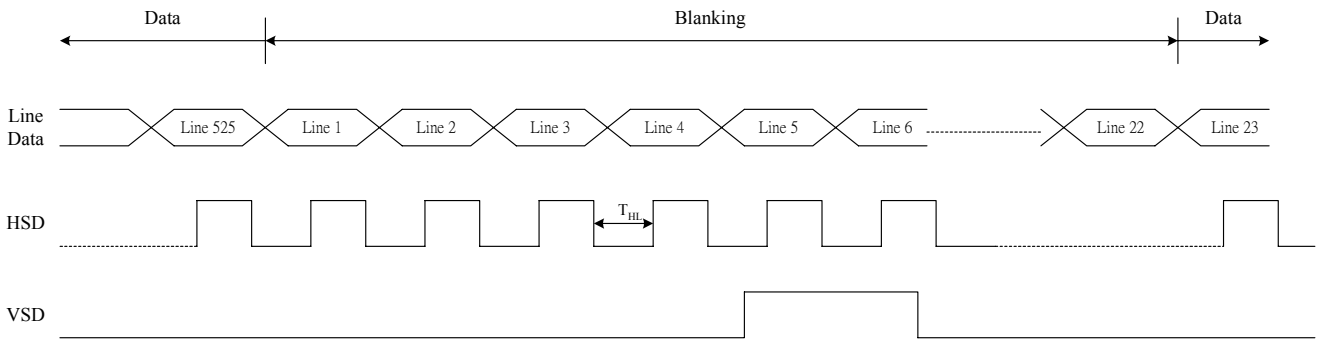 Data Blanking Data
Line
Data
Line 525 Line 1 Line 2 Line 3 Line 4 Line 5 Line 6 Line 22 Line 23
HSD
THL
VSD